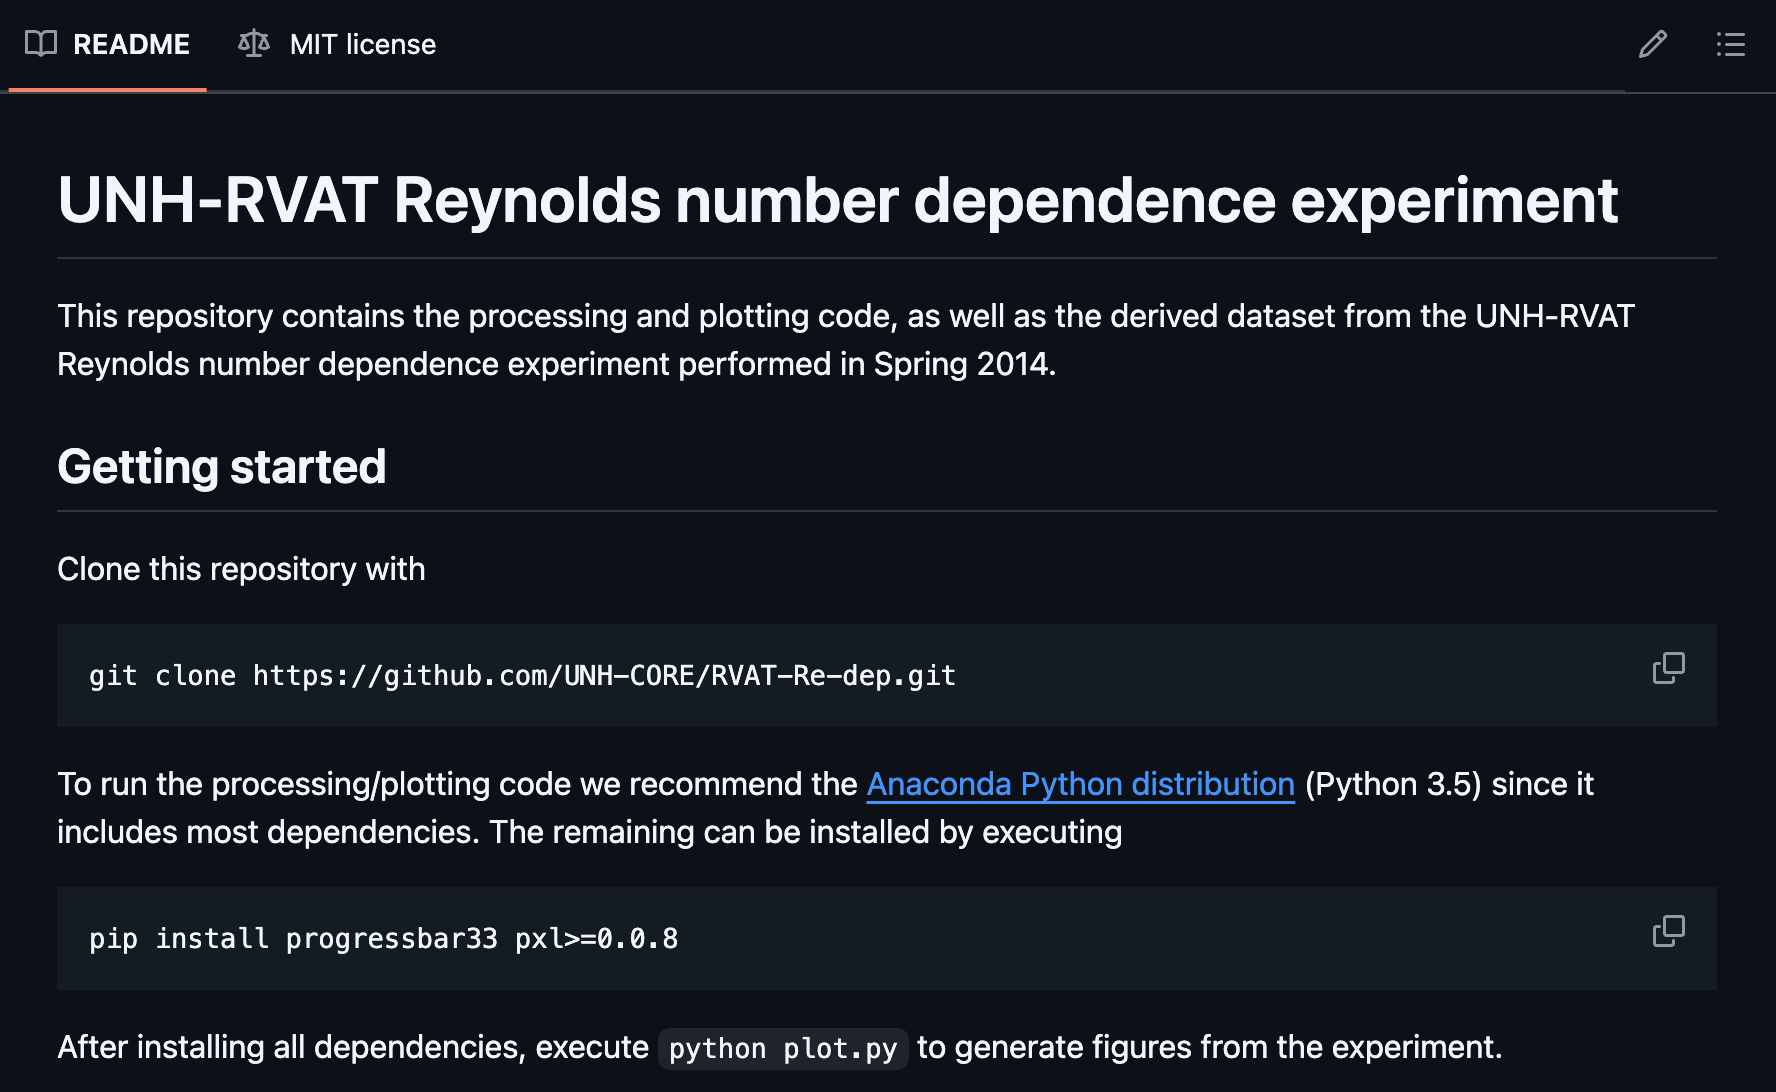 README MIT license
UNH-RVAT Reynolds number dependence experiment
This repository contains the processing and plotting code, as well as the derived dataset from the UNH-RVAT
Reynolds number dependence experiment performed in Spring 2014.
Getting started
Clone this repository with
git clone https://github.com/UNH-CORE/RVAT-Re-dep.git
To run the processing/plotting code we recommend the Anaconda Python distribution (Python 3.5) since it
includes most dependencies. The remaining can be installed by executing
pip install progressbar33 pxl>=0.0.8
After installing all dependencies, execute python plot.py to generate figures from the experiment.